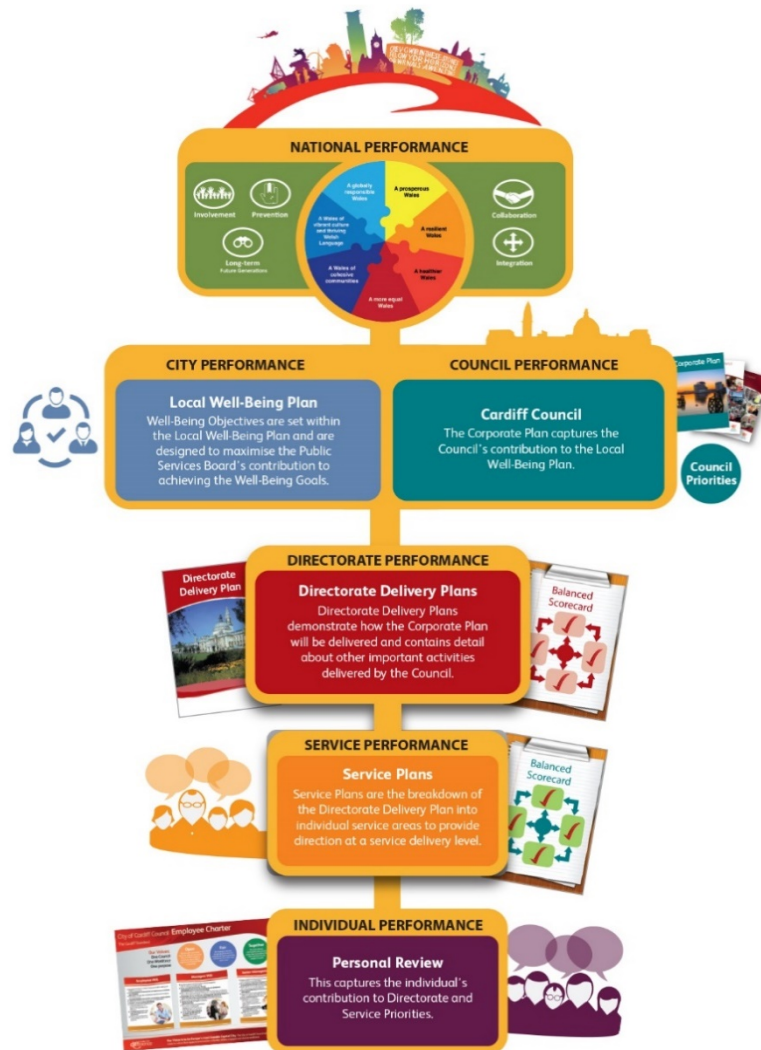 NATIONAL PERFORMANCE
Involvement
Prevention
Long-term
Future Generations
A globally
responsible
Wales
A prosperous
Wales
A Wales of
vibrant culture
and thriving
Welsh
Language
A resilient
Wales
A Wales of
cohesive
communities
A healthier
Wales
A more equal
Wales
Collaboration
Integration
CITY PERFORMANCE
Local Well-Being Plan
Well-Being Objectives are set
within the Local Well-Being Plan and are
designed to maximise the Public
Services Board's contribution to
achieving the Well-Being Goals.
COUNCIL PERFORMANCE
Cardiff Council
The Corporate Plan captures the
Council's contribution to the Local
Well-Being Plan.
Corporate Plan
Council
Priorities
DIRECTORATE PERFORMANCE
Directorate
Delivery Plan
Directorate Delivery Plans
Directorate Delivery Plans
demonstrate how the Corporate Plan
will be delivered and contains detail
about other important activities
delivered by the Council.
Balanced
Scorecard
SERVICE PERFORMANCE
Service Plans
Service Plans are the breakdown of
the Directorate Delivery Plan into
individual service areas to provide
direction at a service delivery level.
Balanced
Scorecard
INDIVIDUAL PERFORMANCE
City of Cardiff Council Employee Charter
Personal Review
This captures the individual's
contribution to Directorate and
Service Priorities.